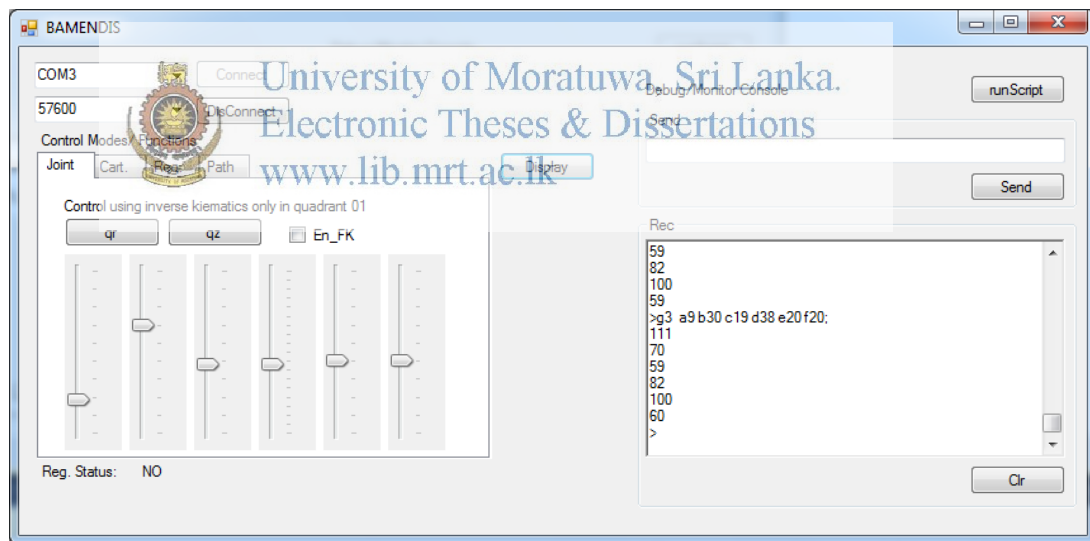 BAMENDIS
COM3
Connect
57600
DisConnect
University of Moratuwa, Sri Lanka.
Electronic Theses & Dissertations
www.lib.mrt.ac.lk
Control Modes/ Functions
Joint
Cart.
Reg.
Path
Display
Control using inverse kiematics only in quadrant 01
qr
qz
En_FK
Reg. Status: NO
Debug/Monitor Console
runScript
Send
Send
Rec
59
82
100
59
>g3 a9 b30 c19 d38 e20 f20;
111
70
59
82
100
60
>
Clr